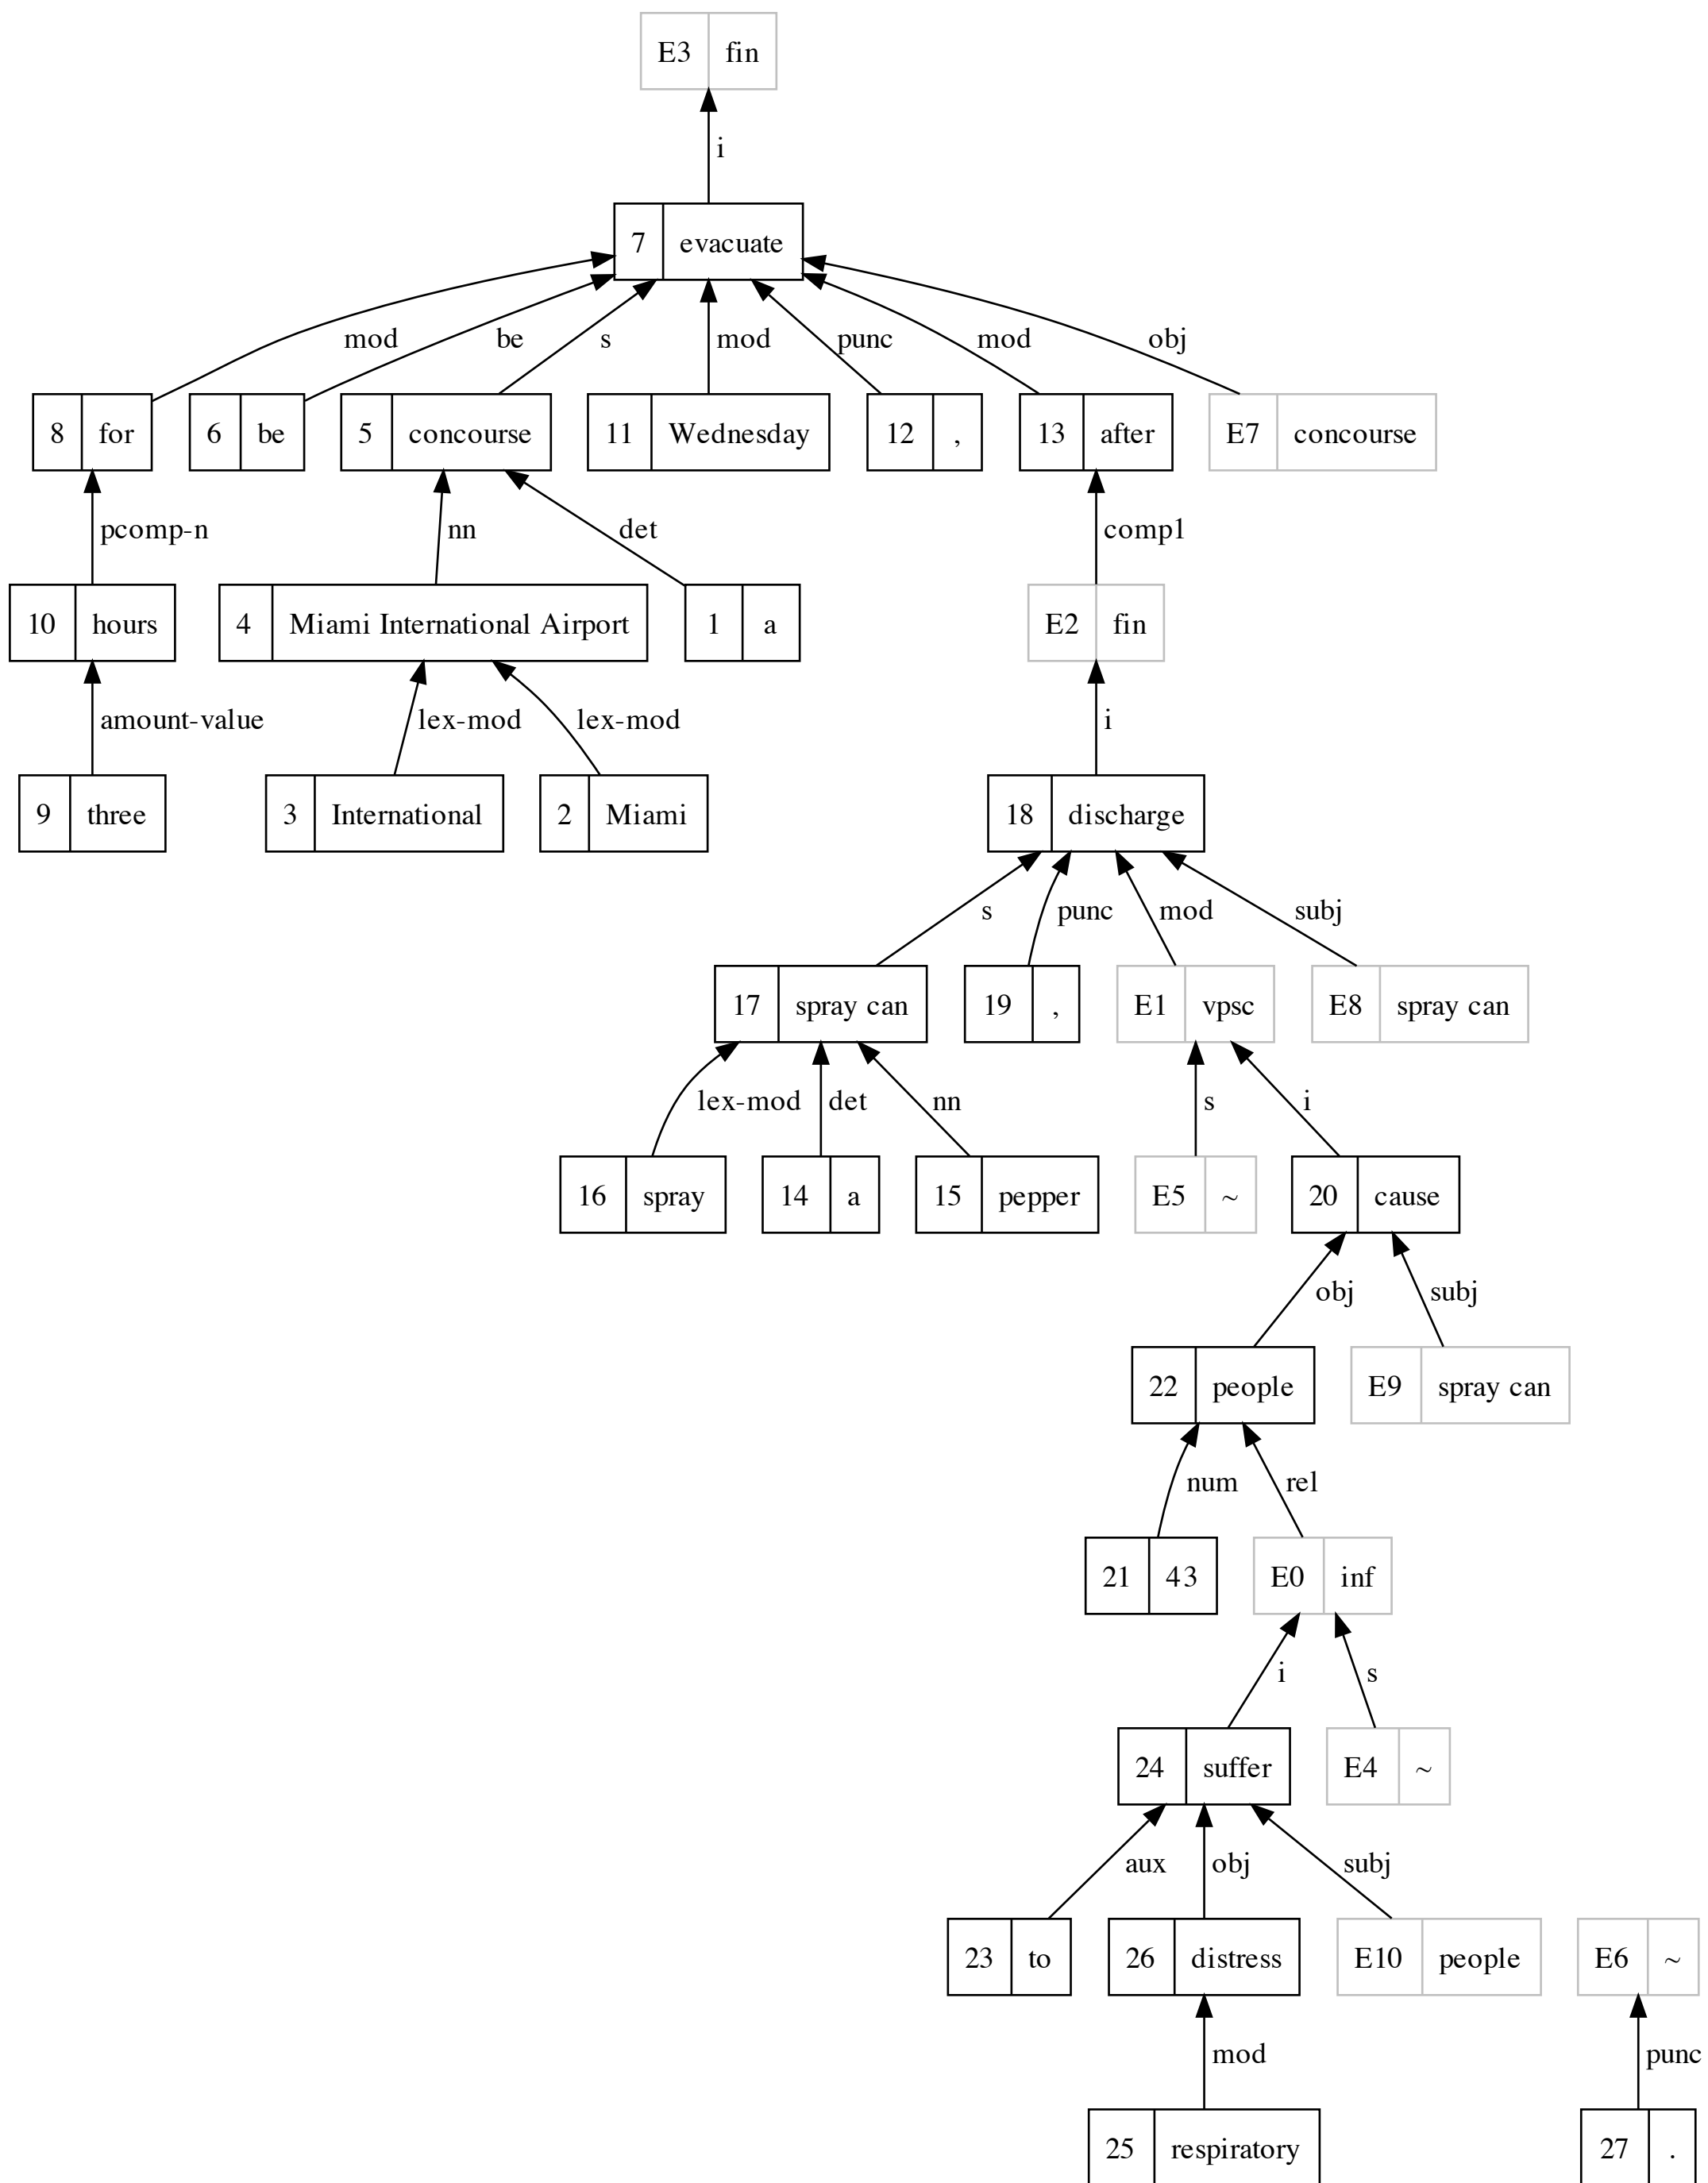 E3 fin
i
7 evacuate
mod be s mod punc mod obj
8 for 6 be 5 concourse 11 Wednesday 12 , 13 after E7 concourse
pcomp-n nn det comp1
10 hours 4 Miami International Airport 1 a E2 fin
amount-value lex-mod lex-mod i
9 three 3 International 2 Miami 18 discharge
s punc mod subj
17 spray can 19 , E1 vpsc E8 spray can
lex-mod det nn s i
16 spray 14 a 15 pepper E5 ~ 20 cause
obj subj
22 people E9 spray can
num rel
21 43 E0 inf
i s
24 suffer E4 ~
aux obj subj
23 to 26 distress E10 people E6 ~
mod punc
25 respiratory 27 .